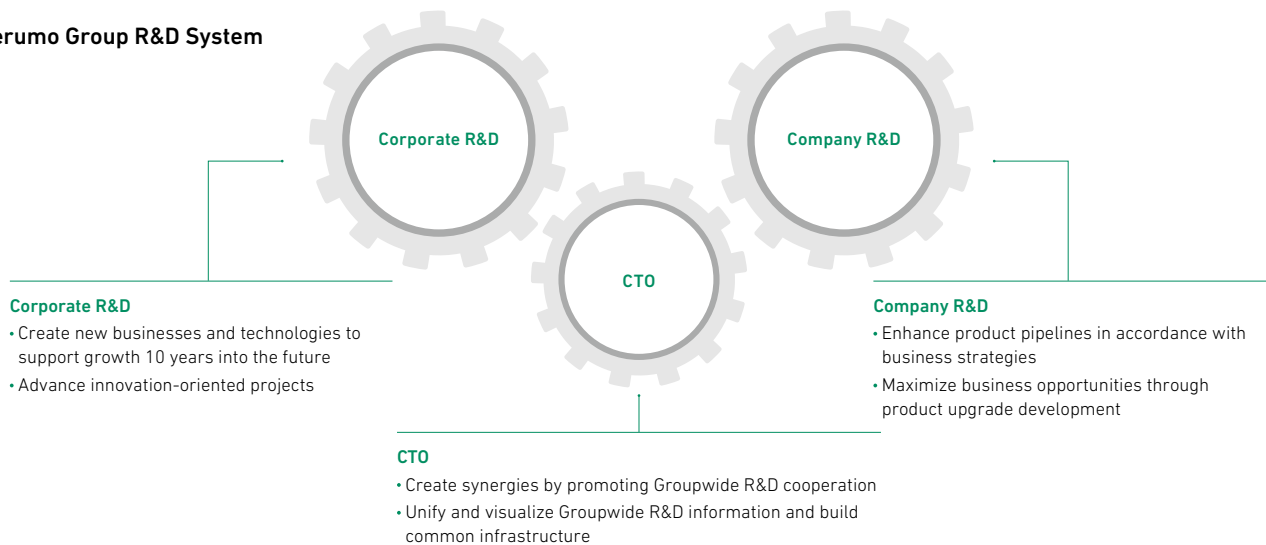 erumo Group R&D System
Corporate R&D
Company R&D
CTO
Corporate R&D
• Create new businesses and technologies to
support growth 10 years into the future
• Advance innovation-oriented projects
Company R&D
• Enhance product pipelines in accordance with
business strategies
• Maximize business opportunities through
product upgrade development
CTO
• Create synergies by promoting Groupwide R&D cooperation
• Unify and visualize Groupwide R&D information and build
common infrastructure